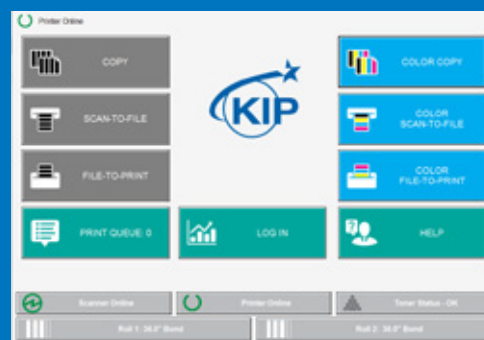 Printer Online
COPY
KIP
COLOR COPY
SCAN-TO-FILE
COLOR
SCAN-TO-FILE
FILE-TO-PRINT
COLOR
FILE-TO-PRINT
PRINT QUEUE: 0
LOG IN
HELP
Scanner Online
Printer Online
Toner Status - OK
Roll 1: 36.0" Bond
Roll 2: 36.0" Bond